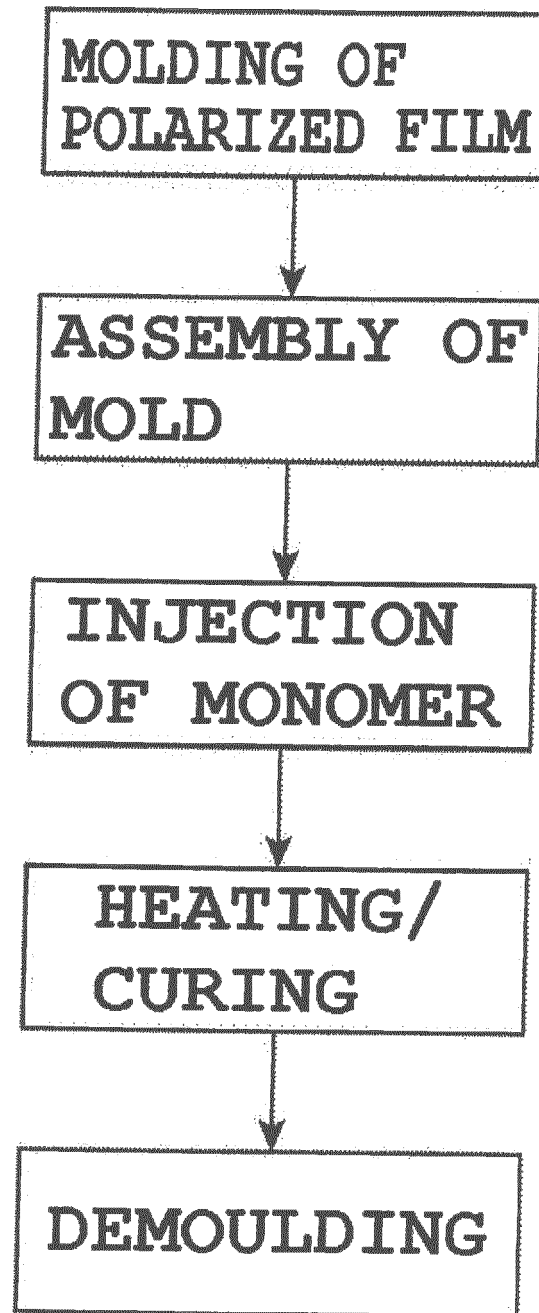 MOLDING OF
POLARIZED FILM
ASSEMBLY OF
MOLD
INJECTION
OF MONOMER
HEATING/
CURING
DEMOULDING